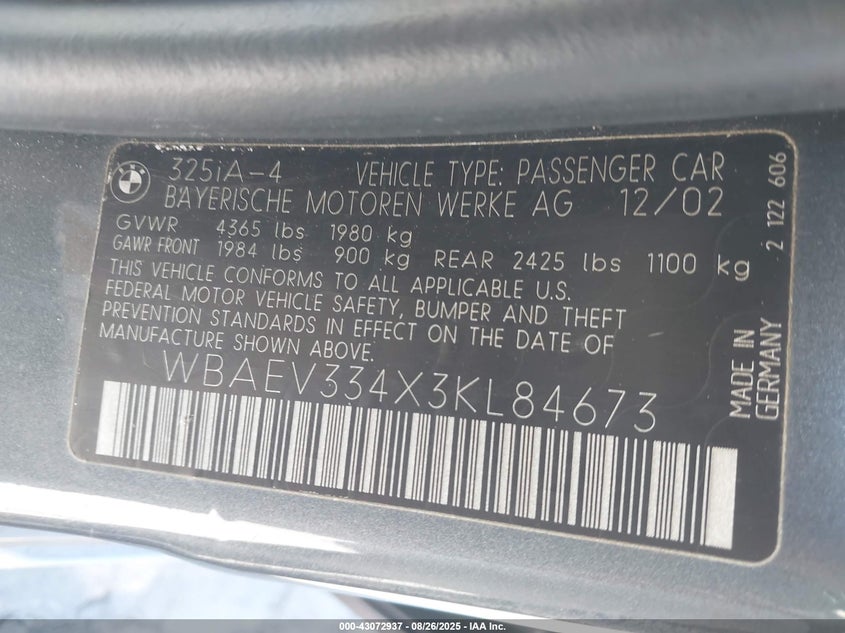 325iA-4 VEHICLE TYPE: PASSENGER CAR
BAYERISCHE MOTOREN WERKE AG 12/02
GVWR 4365 lbs 1980 kg
GAWR FRONT 1984 lbs 900 kg REAR 2425 lbs 1100 kg
THIS VEHICLE CONFORMS TO ALL APPLICABLE U.S.
FEDERAL MOTOR VEHICLE SAFETY, BUMPER AND THEFT
PREVENTION STANDARDS IN EFFECT ON THE DATE OF
MANUFACTURE SHOWN ABOVE.
WBAEV334X3KL84673
MADE IN
GERMANY
2 122 606
000-43072937 - 08/26/2025 - IAA Inc.